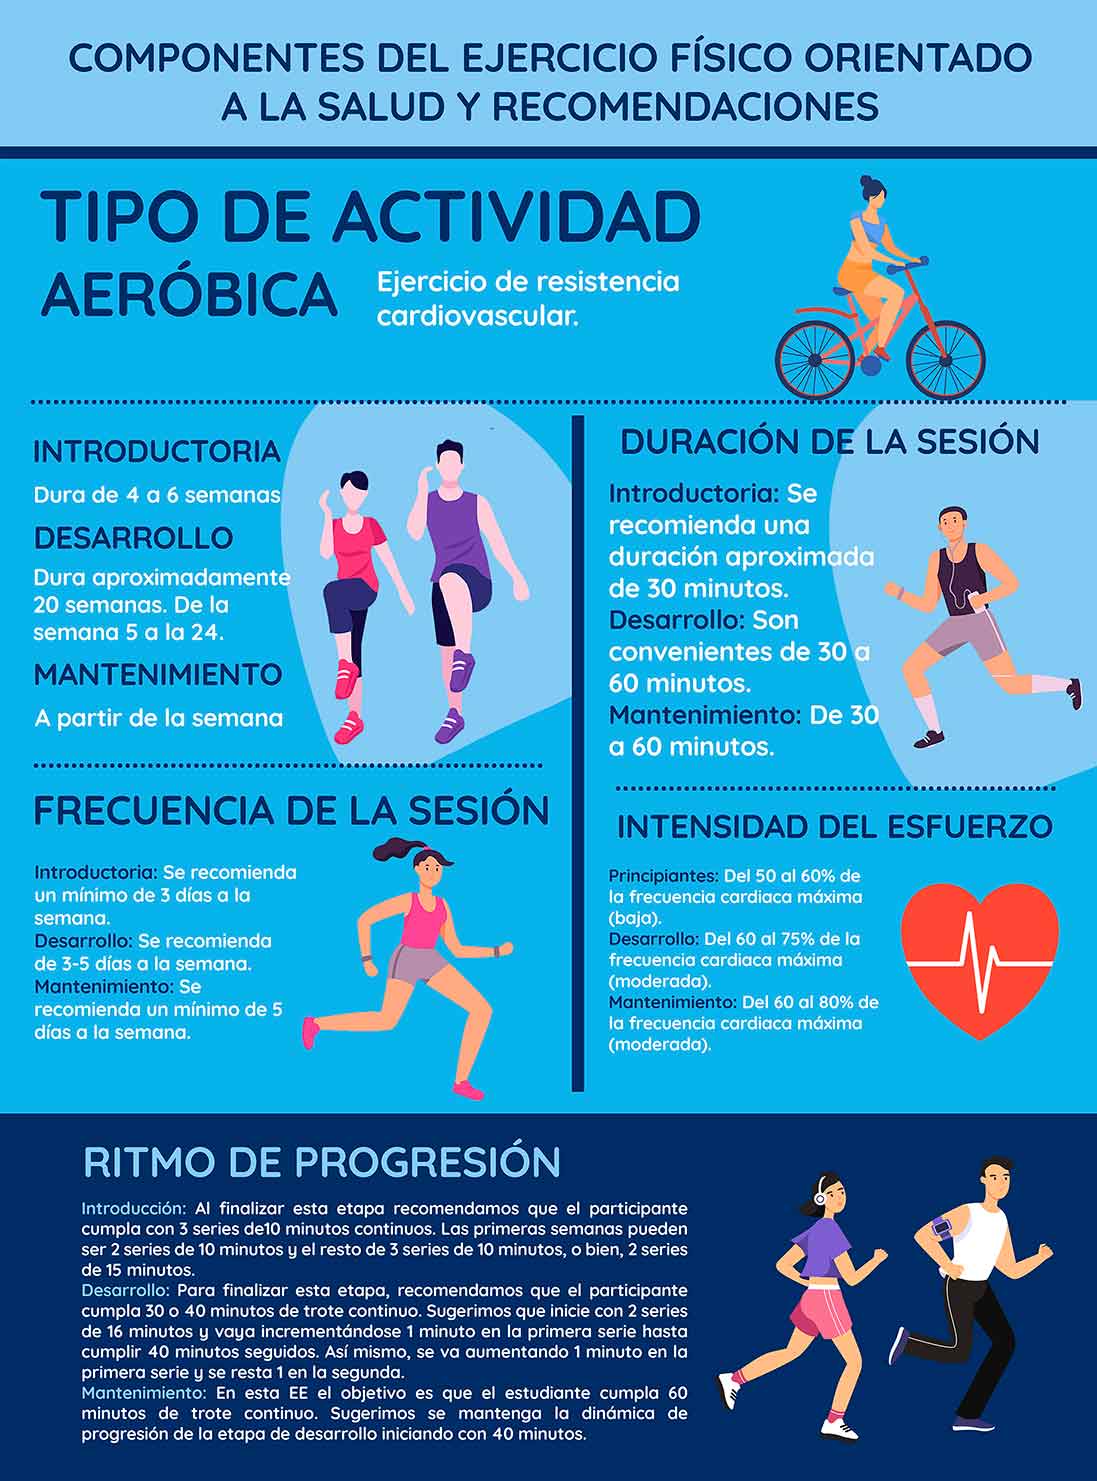 COMPONENTES DEL EJERCICIO FÍSICO ORIENTADO
A LA SALUD Y RECOMENDACIONES
TIPO DE ACTIVIDAD
AERÓBICA
Ejercicio de resistencia
cardiovascular.
INTRODUCTORIA
Dura de 4 a 6 semanas
DESARROLLO
Dura aproximadamente
20 semanas. De la
semana 5 a la 24.
MANTENIMIENTO
A partir de la semana
DURACIÓN DE LA SESIÓN
Introductoria: Se
recomienda una
duración aproximada
de 30 minutos.
Desarrollo: Son
convenientes de 30 a
60 minutos.
Mantenimiento: De 30
a 60 minutos.
FRECUENCIA DE LA SESIÓN
Introductoria: Se recomienda
un mínimo de 3 días a la
semana.
Desarrollo: Se recomienda
de 3-5 días a la semana.
Mantenimiento: Se
recomienda un mínimo de 5
días a la semana.
INTENSIDAD DEL ESFUERZO
Principiantes: Del 50 al 60% de
la frecuencia cardiaca máxima
(baja).
Desarrollo: Del 60 al 75% de la
frecuencia cardiaca máxima
(moderada).
Mantenimiento: Del 60 al 80% de
la frecuencia cardiaca máxima
(moderada).
RITMO DE PROGRESIÓN
Introducción: Al finalizar esta etapa recomendamos que el participante
cumpla con 3 series de10 minutos continuos. Las primeras semanas pueden
ser 2 series de 10 minutos y el resto de 3 series de 10 minutos, o bien, 2 series
de 15 minutos.
Desarrollo: Para finalizar esta etapa, recomendamos que el participante
cumpla 30 o 40 minutos de trote continuo. Sugerimos que inicie con 2 series
de 16 minutos y vaya incrementándose 1 minuto en la primera serie hasta
cumplir 40 minutos seguidos. Así mismo, se va aumentando 1 minuto en la
primera serie y se resta 1 en la segunda.
Mantenimiento: En esta EE el objetivo es que el estudiante cumpla 60
minutos de trote continuo. Sugerimos se mantenga la dinámica de
progresión de la etapa de desarrollo iniciando con 40 minutos.